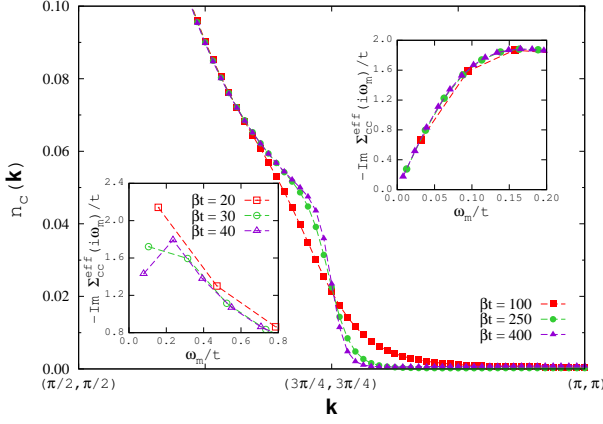 0.10
0.08
0.06
0.04
0.02
0.00
n_c(k)
(π/2,π/2)
(3π/4,3π/4)
(π,π)
k
βt = 100
βt = 250
βt = 400
2.4
2.0
1.6
1.2
0.8
0.0
0.2
0.4
0.6
0.8
-Im Σ_cc^eff(iω_m)/t
ω_m/t
βt = 20
βt = 30
βt = 40
2.0
1.6
1.2
0.8
0.4
0.0
0.00
0.05
0.10
0.15
0.20
-Im Σ_cc^eff(iω_m)/t
ω_m/t